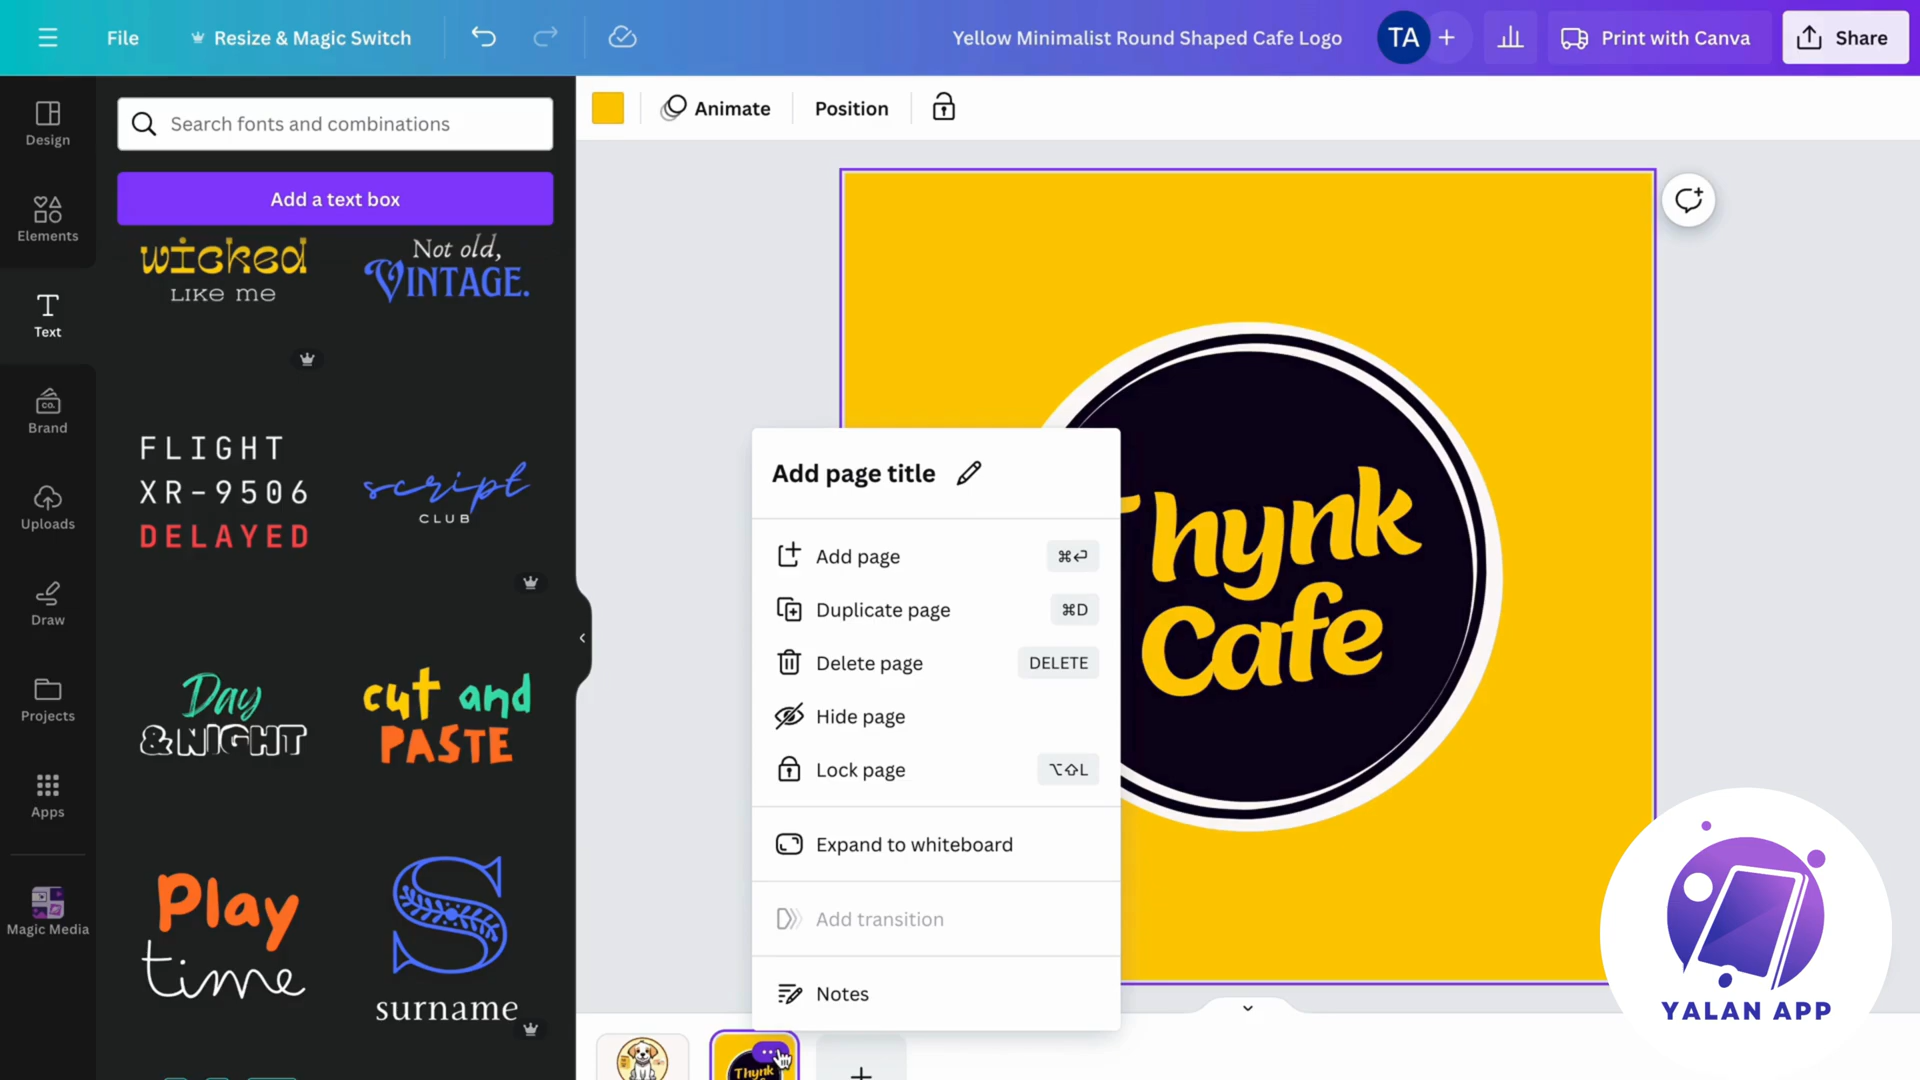 File
Resize & Magic Switch
Yellow Minimalist Round Shaped Cafe Logo
TA
Print with Canva
Share
Design
Elements
Text
Brand
co.
Uploads
Draw
Projects
Apps
Magic Media
Search fonts and combinations
Add a text box
wicked
LIKE me
Not old,
VINTAGE.
FLIGHT
XR-9506
DELAYED
script
CLUB
Day
&NIGHT
cut and
PASTE
Play
time
S
surname
Animate
Position
Add page title
Add page ⌘⏎
Duplicate page ⌘D
Delete page DELETE
Hide page
Lock page ⌥⇧L
Expand to whiteboard
Add transition
Notes
Thynk
Cafe
Thynk
YALAN APP